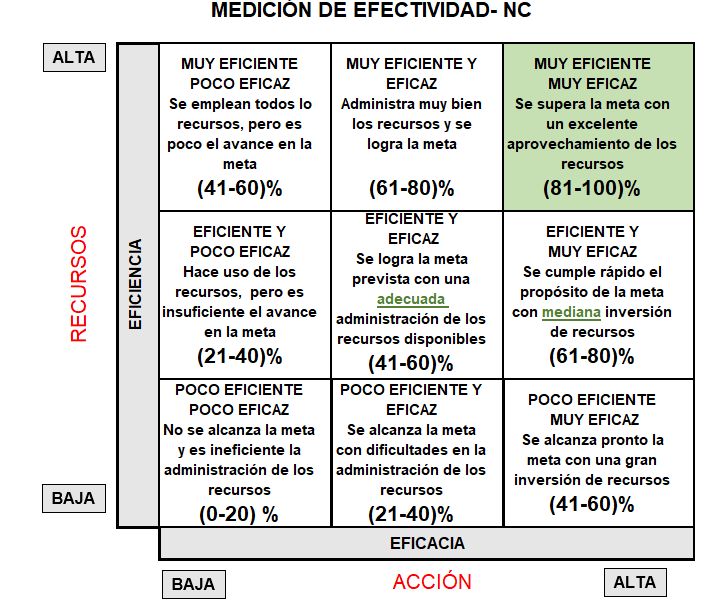 MEDICIÓN DE EFECTIVIDAD- NC
ALTA
MUY EFICIENTE
POCO EFICAZ
Se emplean todos lo
recursos, pero es
poco el avance en la
meta
(41-60)%
MUY EFICIENTE Y
EFICAZ
Administra muy bien
los recursos y se
logra la meta
(61-80)%
MUY EFICIENTE
MUY EFICAZ
Se supera la meta con
un excelente
aprovechamiento de los
recursos
(81-100)%
RECURSOS
EFICIENCIA
EFICIENTE Y
POCO EFICAZ
Hace uso de los
recursos, pero es
insuficiente el avance
en la meta
(21-40)%
EFICIENTE Y
EFICAZ
Se logra la meta
prevista con una
adecuada
administración de los
recursos disponibles
(41-60)%
EFICIENTE Y
MUY EFICAZ
Se cumple rápido el
propósito de la meta
con mediana inversión
de recursos
(61-80)%
POCO EFICIENTE
POCO EFICAZ
No se alcanza la meta
y es ineficiente la
administración de los
recursos
(0-20) %
POCO EFICIENTE Y
EFICAZ
Se alcanza la meta
con dificultades en la
administración de los
recursos
(21-40)%
POCO EFICIENTE
MUY EFICAZ
Se alcanza pronto la
meta con una gran
inversión de recursos
(41-60)%
BAJA
EFICACIA
BAJA
ACCIÓN
ALTA